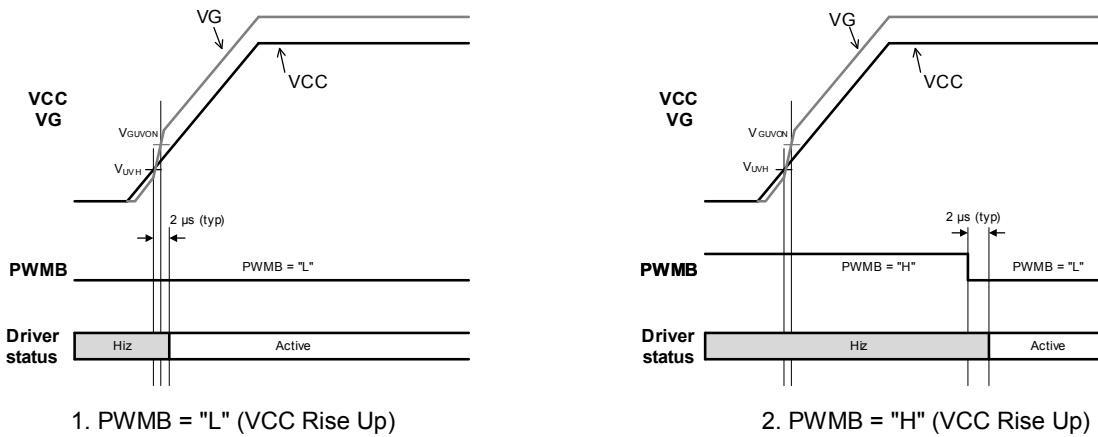 VG
VCC
VCC
VG
VGUVON
VUVH
2 µs (typ)
PWMB
PWMB = "L"
Driver
status
Hiz
Active
1. PWMB = "L" (VCC Rise Up)
VG
VCC
VCC
VG
VGUVON
VUVH
2 µs (typ)
PWMB
PWMB = "H"
PWMB = "L"
Driver
status
Hiz
Active
2. PWMB = "H" (VCC Rise Up)